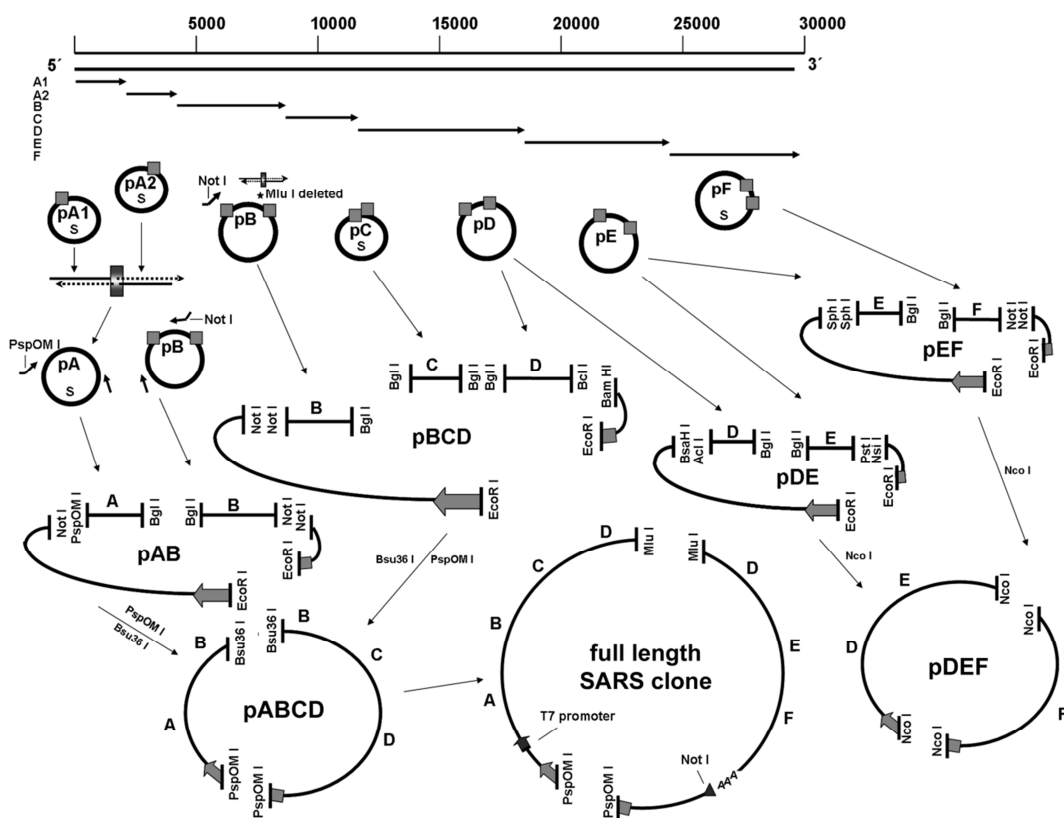 5000 10000 15000 20000 25000 30000
5´ 3´
A1
A2
B
C
D
E
F
pA1
S
pA2
S
Not I
Mlu I deleted
pB
pC
S
pD
pE
pF
S
PspOM I
pA
S
pB
Not I
Sph I
Sph I
E
Bgl I
Bgl I
F
Not I
Not I
pEF
EcoR I
EcoR I
Bgl I
C
Bgl I
Bgl I
D
Bcl I
Bam HI
Not I
Not I
B
Bgl I
pBCD
EcoR I
EcoR I
BsaH I
Acl I
D
Bgl I
Bgl I
E
Pst I
Nsi I
pDE
EcoR I
EcoR I
Nco I
Not I
PspOM I
A
Bgl I
Bgl I
B
Not I
Not I
pAB
EcoR I
EcoR I
Bsu36 I
PspOM I
Nco I
PspOM I
Bsu36 I
B
Bsu36 I
Bsu36 I
B
C
pABCD
A
D
PspOM I
PspOM I
D
Mlu I
Mlu I
D
C
B
E
full length
SARS clone
A
F
T7 promoter
Not I
AAA
PspOM I
PspOM I
E
Nco I
Nco I
D
pDEF
F
Nco I
Nco I